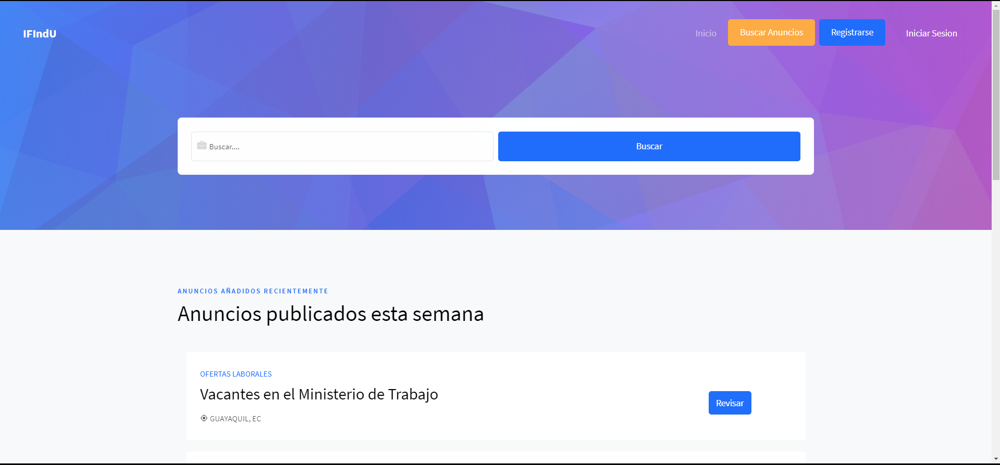 IFIndU
Inicio
Buscar Anuncios
Registrarse
Iniciar Sesion
Buscar....
Buscar
ANUNCIOS AÑADIDOS RECIENTEMENTE
Anuncios publicados esta semana
OFERTAS LABORALES
Vacantes en el Ministerio de Trabajo
Revisar
GUAYAQUIL, EC